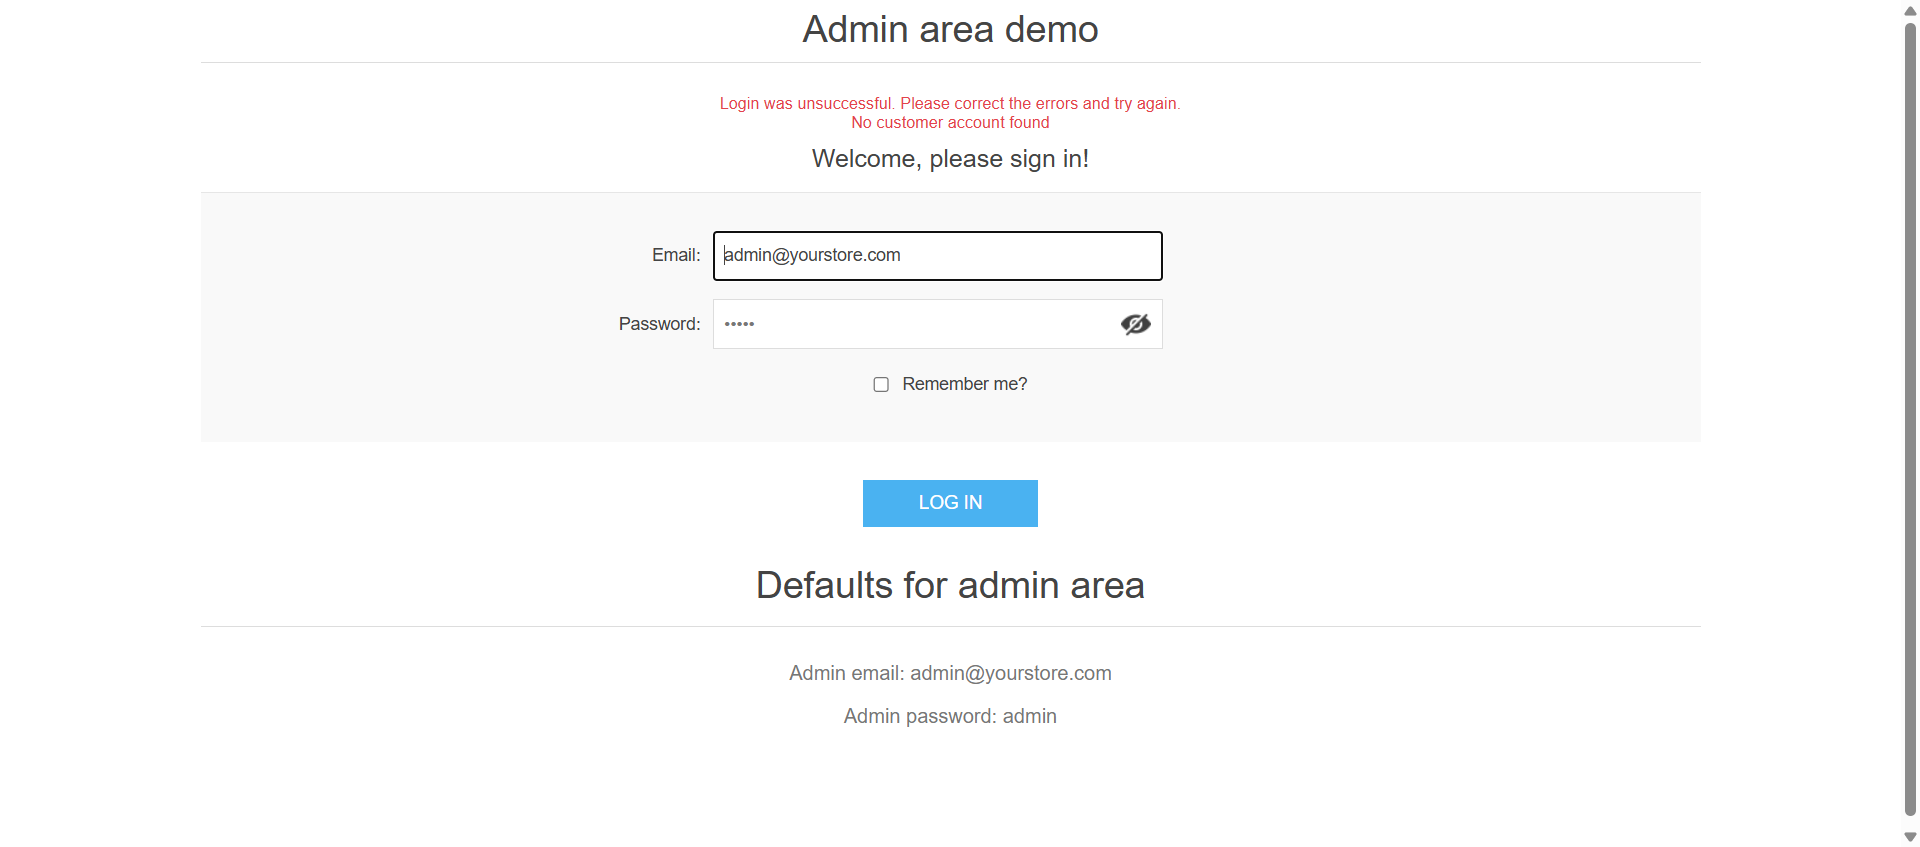 Admin area demo
Login was unsuccessful. Please correct the errors and try again.
No customer account found
Welcome, please sign in!
Email: admin@yourstore.com
Password: •••••
Remember me?
LOG IN
Defaults for admin area
Admin email: admin@yourstore.com
Admin password: admin